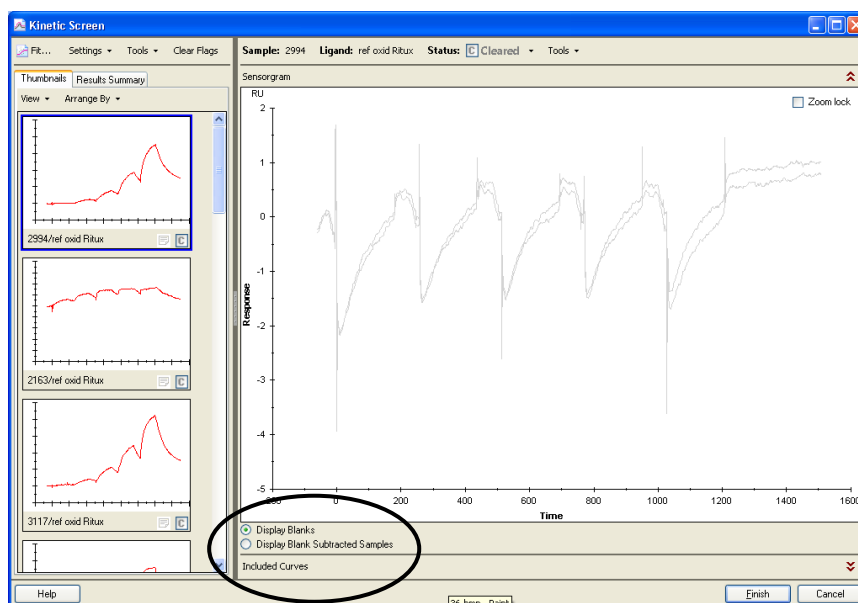 Kinetic Screen
Fit... Settings Tools Clear Flags
Sample: 2994 Ligand: ref oxid Ritux Status: C Cleared Tools
Thumbnails Results Summary
Sensorgram
View Arrange By
RU
Zoom lock
2
1
0
-1
-2
-3
-4
-5
Response
-200 0 200 400 600 800 1000 1200 1400 1600
Time
2994/ref oxid Ritux C
2163/ref oxid Ritux C
3117/ref oxid Ritux C
Display Blanks
Display Blank Subtracted Samples
Included Curves
Help
Finish Cancel